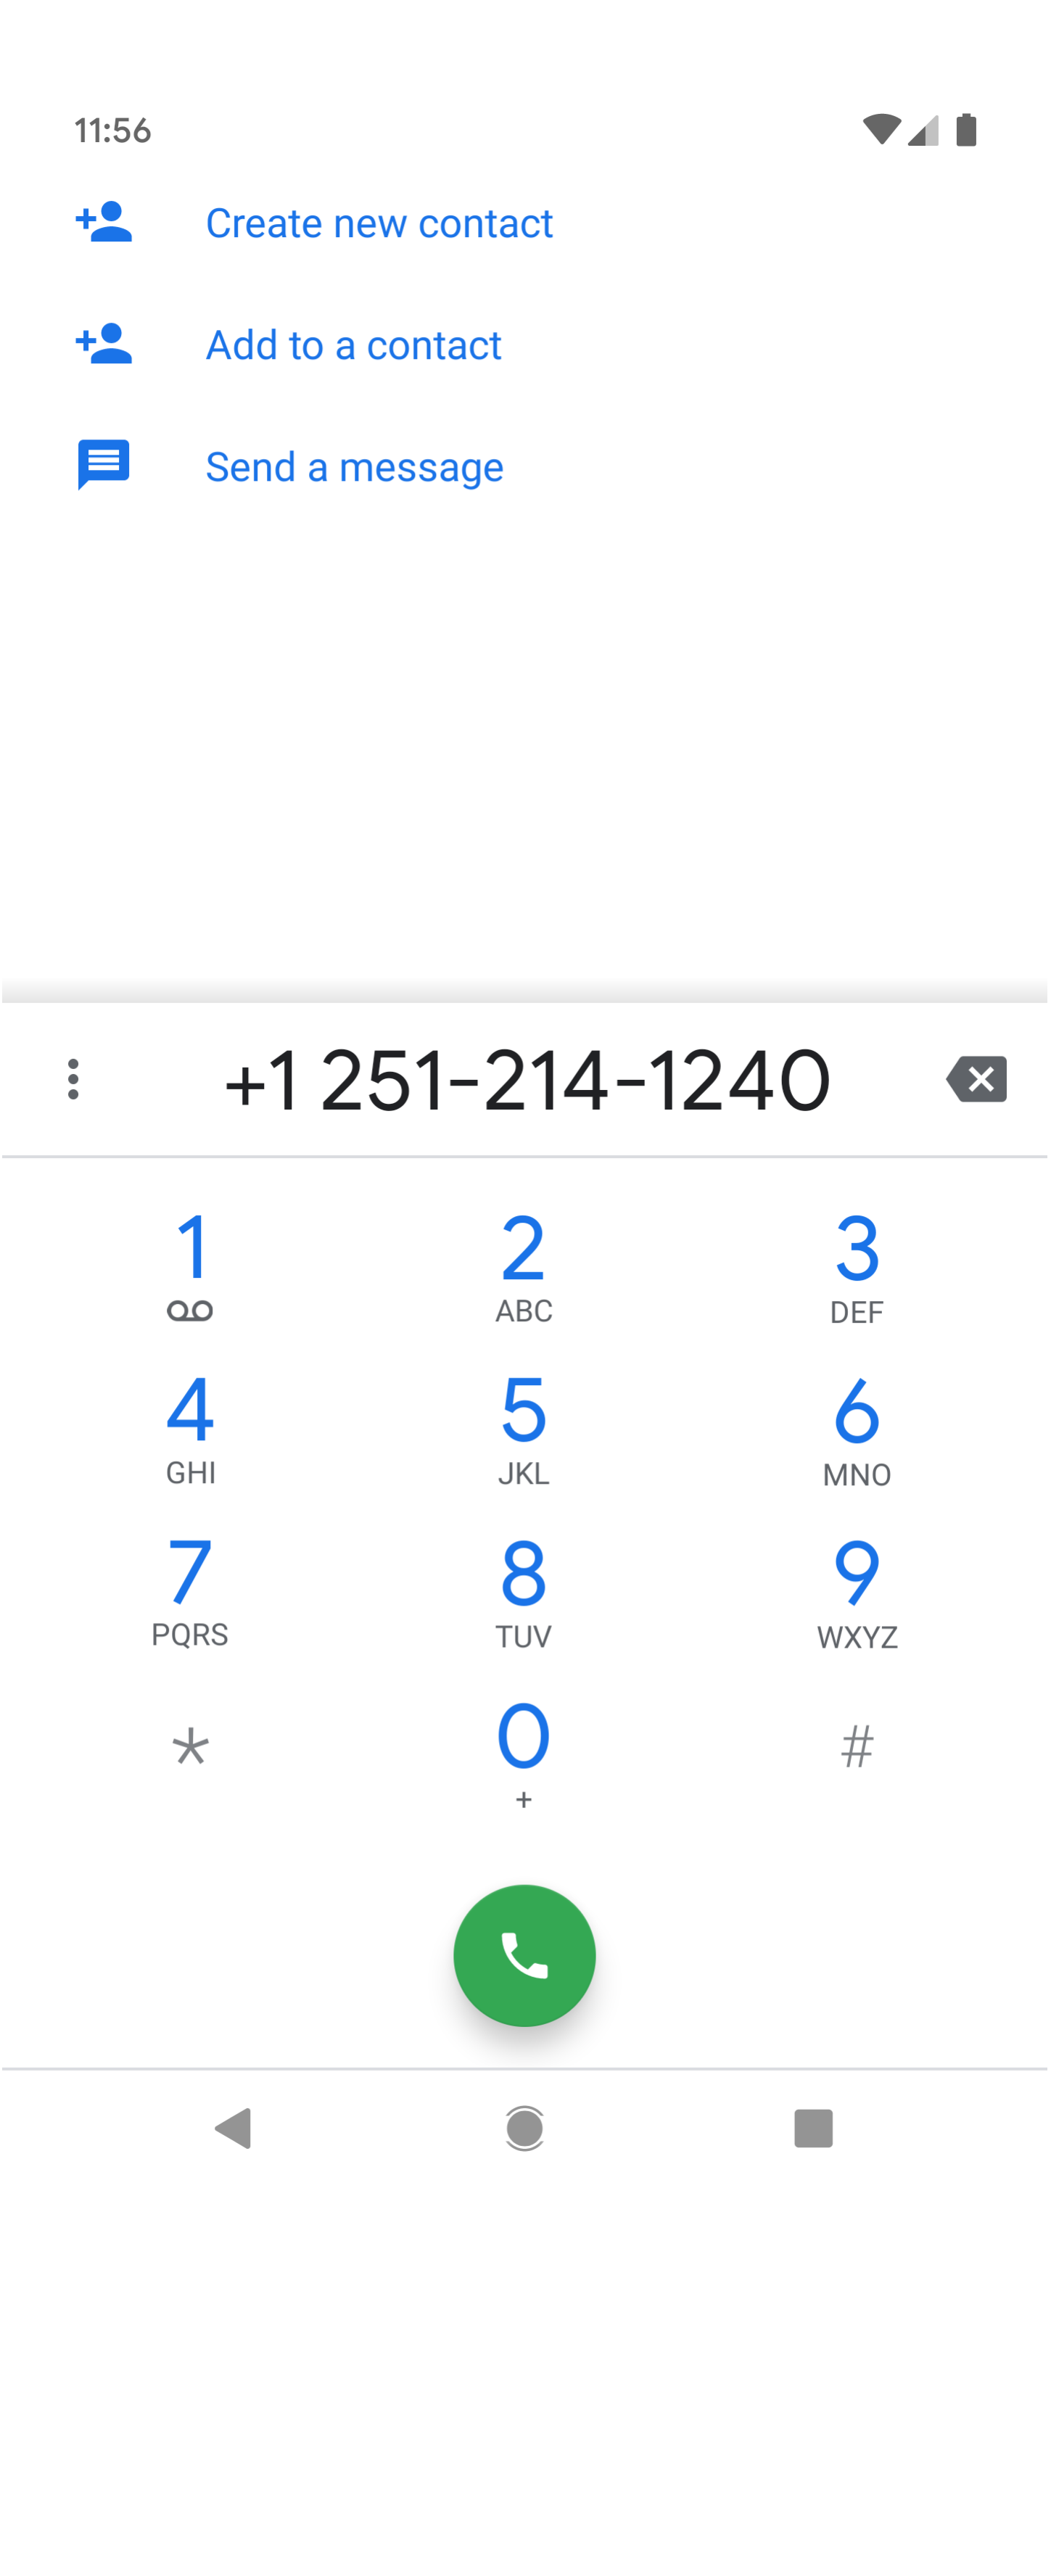 11:56
Create new contact
Add to a contact
Send a message
+1 251-214-1240
1 2 3
ABC DEF
4 5 6
GHI JKL MNO
7 8 9
PQRS TUV WXYZ
* 0 #
+